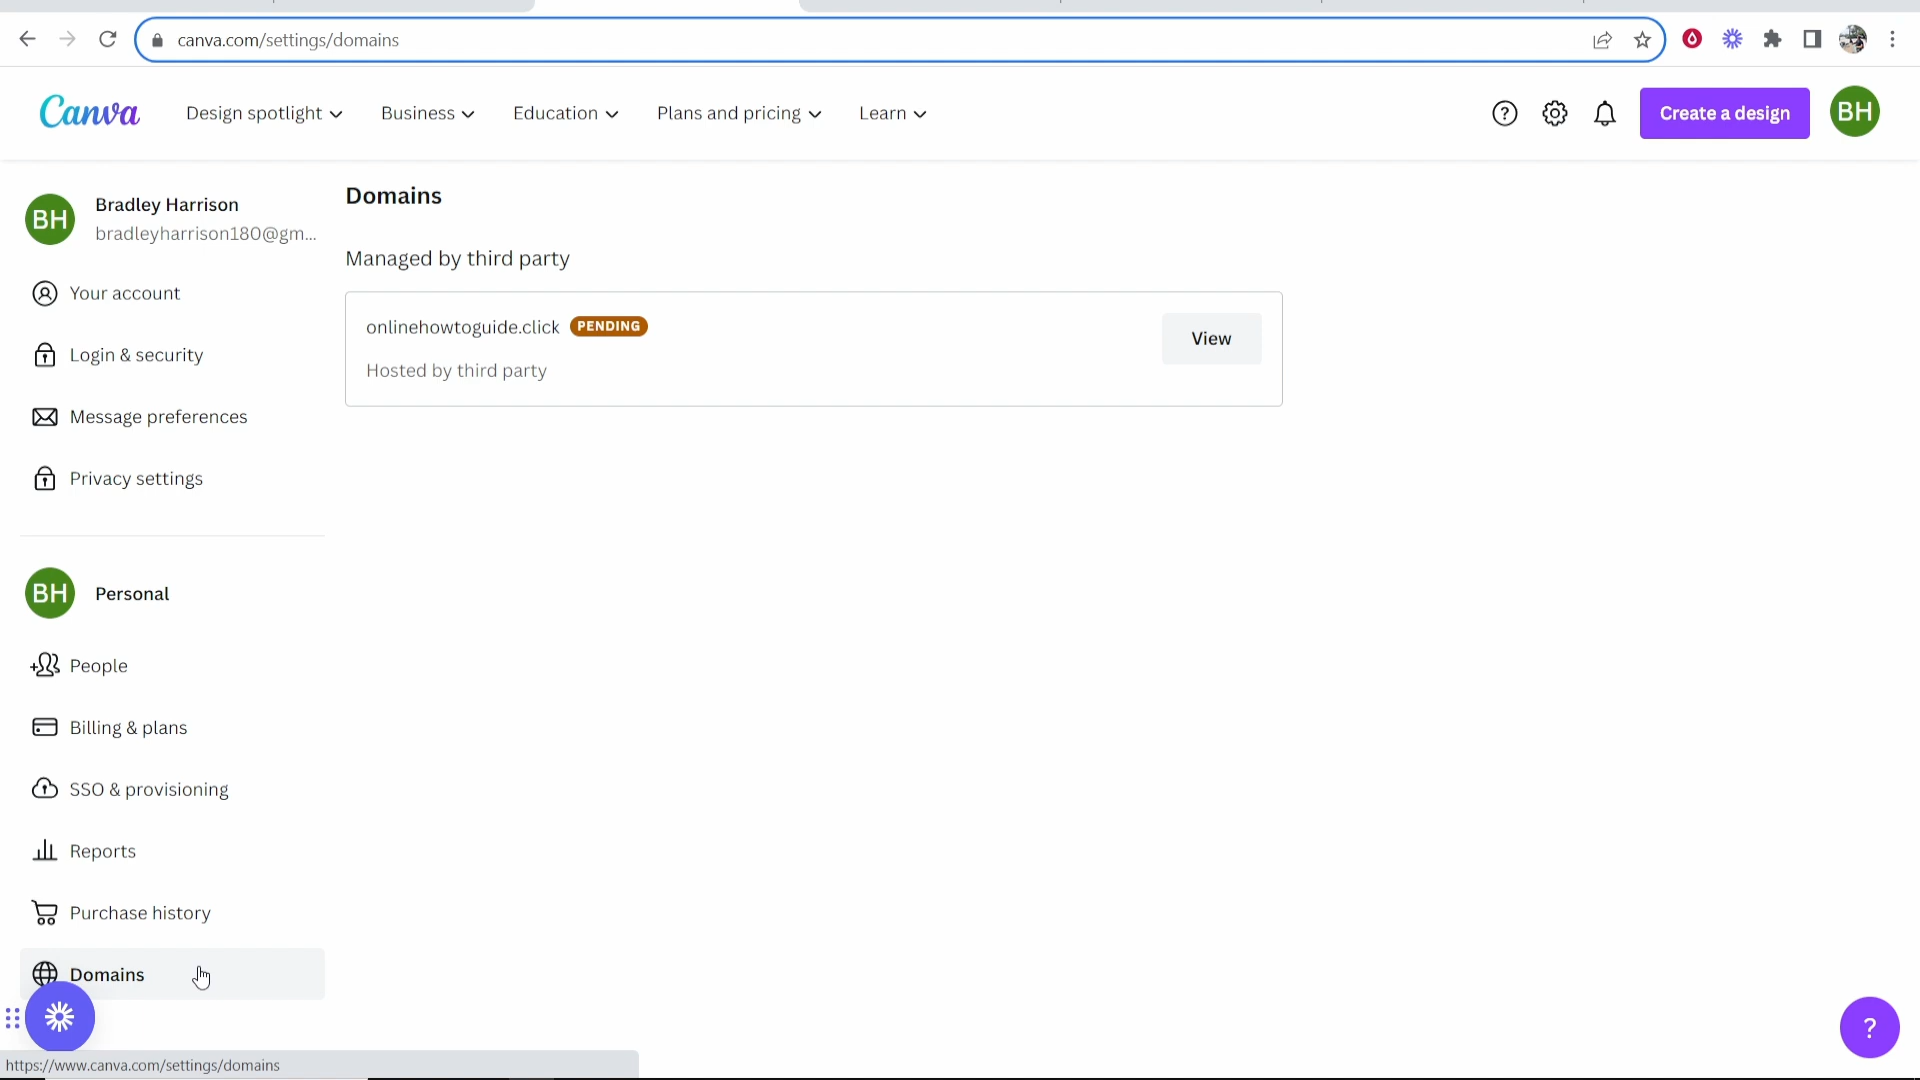 canva.com/settings/domains
Canva
Design spotlight
Business
Education
Plans and pricing
Learn
?
Create a design
BH
BH
Bradley Harrison
bradleyharrison180@gm...
Your account
Login & security
Message preferences
Privacy settings
BH
Personal
People
Billing & plans
SSO & provisioning
Reports
Purchase history
Domains
Domains
Managed by third party
onlinehowtoguide.click PENDING
Hosted by third party
View
?
https://www.canva.com/settings/domains